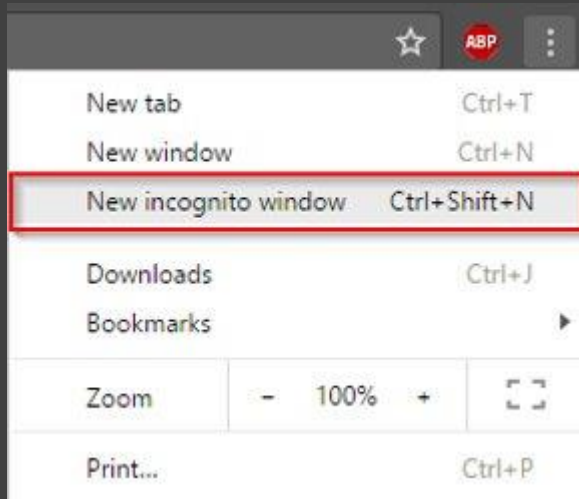 ABP
New tab Ctrl+T
New window Ctrl+N
New incognito window Ctrl+Shift+N
Downloads Ctrl+J
Bookmarks
Zoom - 100% +
Print... Ctrl+P